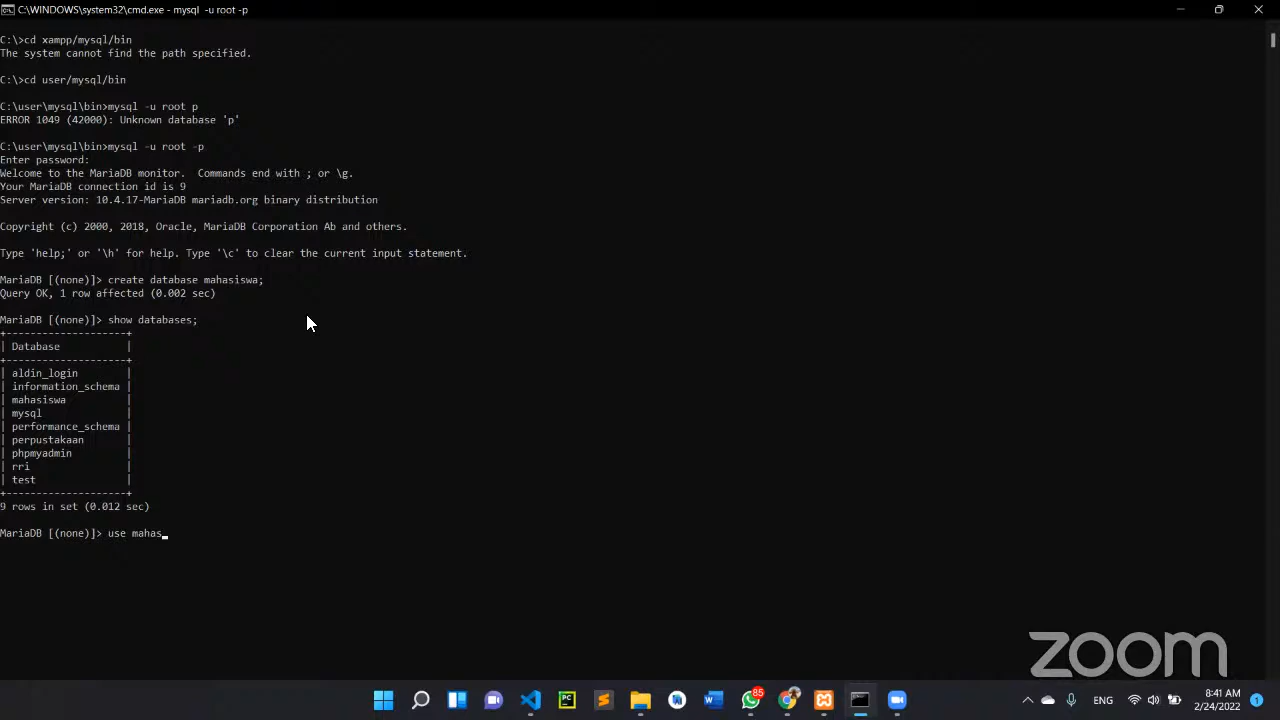 C:\WINDOWS\system32\cmd.exe - mysql -u root -p
C:\>cd xampp/mysql/bin
The system cannot find the path specified.
C:\>cd user/mysql/bin
C:\user\mysql\bin>mysql -u root p
ERROR 1049 (42000): Unknown database 'p'
C:\user\mysql\bin>mysql -u root -p
Enter password:
Welcome to the MariaDB monitor.  Commands end with ; or \g.
Your MariaDB connection id is 9
Server version: 10.4.17-MariaDB mariadb.org binary distribution
Copyright (c) 2000, 2018, Oracle, MariaDB Corporation Ab and others.
Type 'help;' or '\h' for help. Type '\c' to clear the current input statement.
MariaDB [(none)]> create database mahasiswa;
Query OK, 1 row affected (0.002 sec)
MariaDB [(none)]> show databases;
+--------------------+
| Database           |
+--------------------+
| aldin_login        |
| information_schema |
| mahasiswa          |
| mysql              |
| performance_schema |
| perpustakaan       |
| phpmyadmin         |
| rri                |
| test               |
+--------------------+
9 rows in set (0.012 sec)
MariaDB [(none)]> use mahas_
zoom
PC
W
85
ENG
8:41 AM
2/24/2022
1